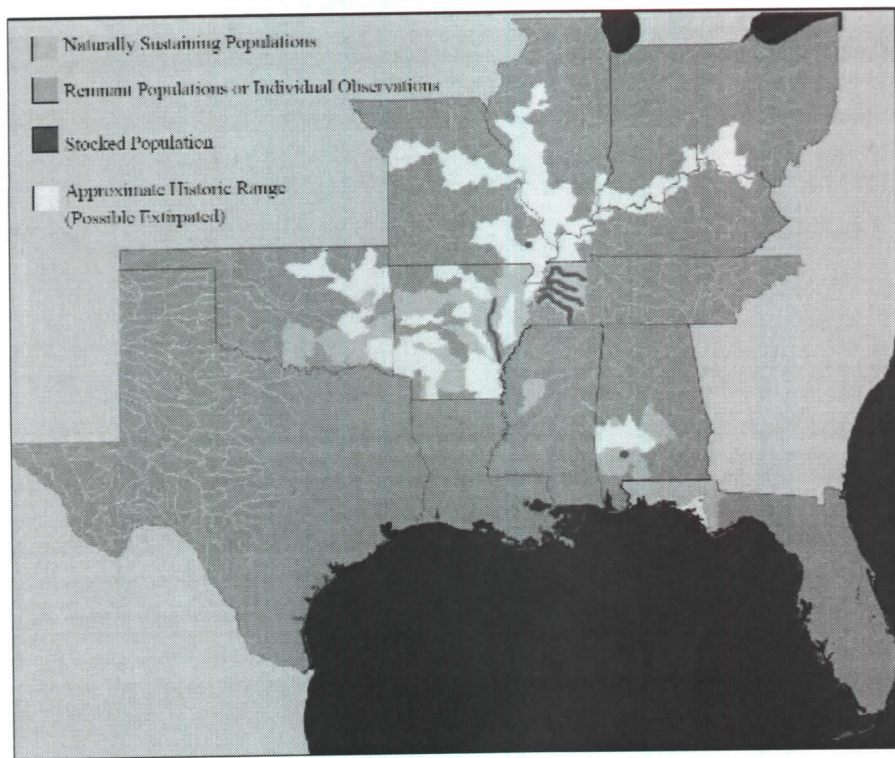 Naturally Sustaining Populations
Remnant Populations or Individual Observations
Stocked Population
Approximate Historic Range
(Possible Extirpated)